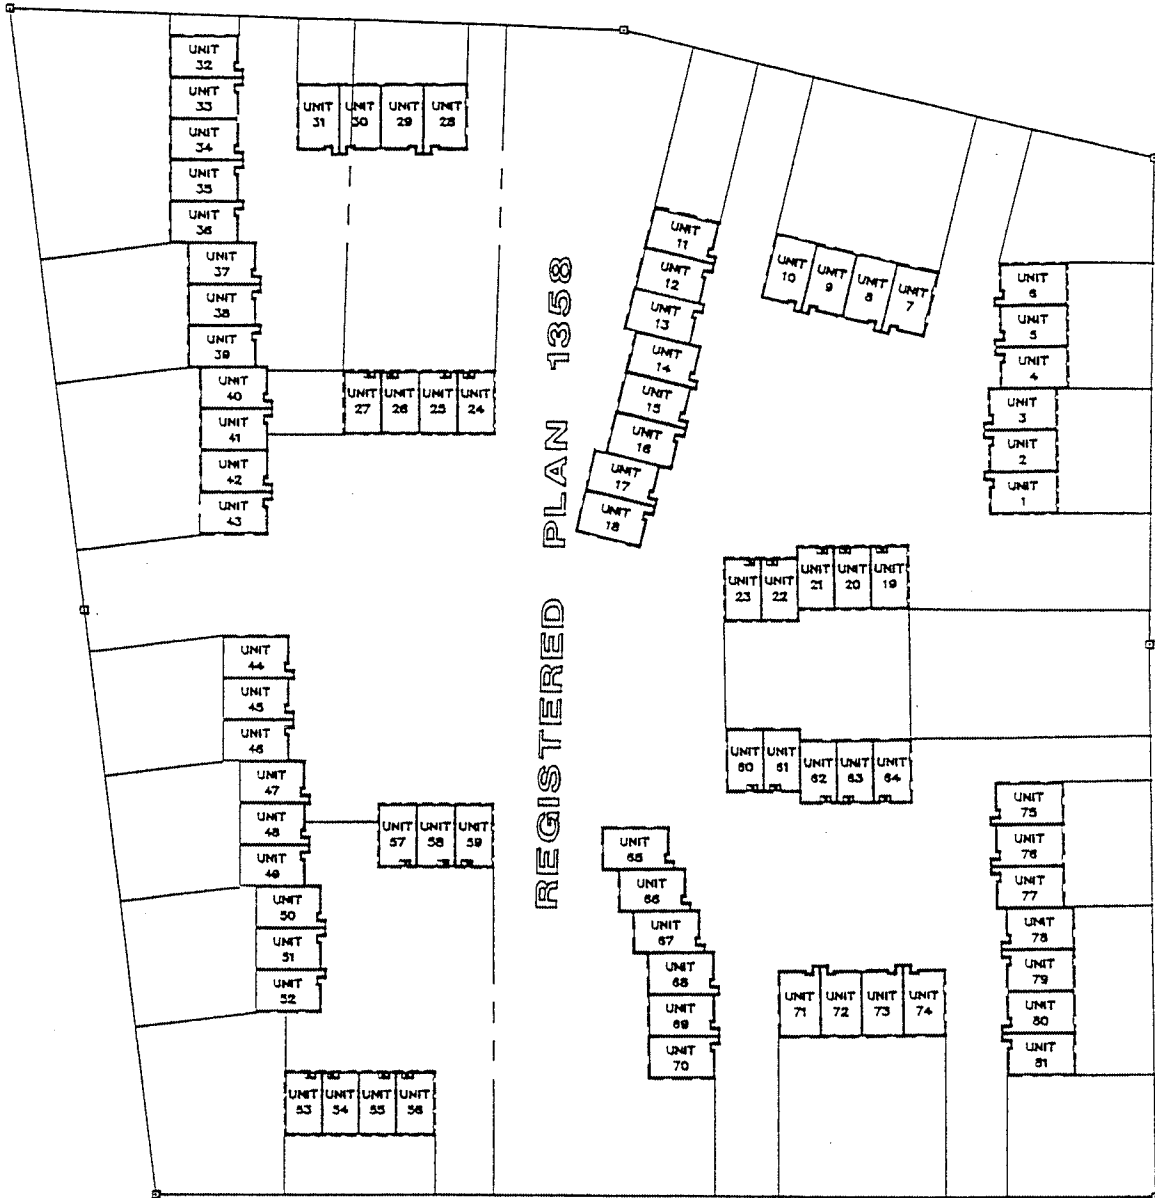 UNIT
32
UNIT
33
UNIT
34
UNIT
35
UNIT
36
UNIT
37
UNIT
38
UNIT
39
UNIT
40
UNIT
41
UNIT
42
UNIT
43
UNIT
31
UNIT
30
UNIT
29
UNIT
28
UNIT
27
UNIT
26
UNIT
25
UNIT
24
REGISTERED PLAN 1358
UNIT
11
UNIT
12
UNIT
13
UNIT
14
UNIT
15
UNIT
16
UNIT
17
UNIT
18
UNIT
10
UNIT
9
UNIT
8
UNIT
7
UNIT
6
UNIT
5
UNIT
4
UNIT
3
UNIT
2
UNIT
1
UNIT
23
UNIT
22
UNIT
21
UNIT
20
UNIT
19
UNIT
44
UNIT
45
UNIT
46
UNIT
47
UNIT
48
UNIT
49
UNIT
50
UNIT
51
UNIT
52
UNIT
57
UNIT
58
UNIT
59
UNIT
53
UNIT
54
UNIT
55
UNIT
56
UNIT
60
UNIT
61
UNIT
62
UNIT
63
UNIT
64
UNIT
65
UNIT
66
UNIT
67
UNIT
68
UNIT
69
UNIT
70
UNIT
71
UNIT
72
UNIT
73
UNIT
74
UNIT
75
UNIT
76
UNIT
77
UNIT
78
UNIT
79
UNIT
80
UNIT
81